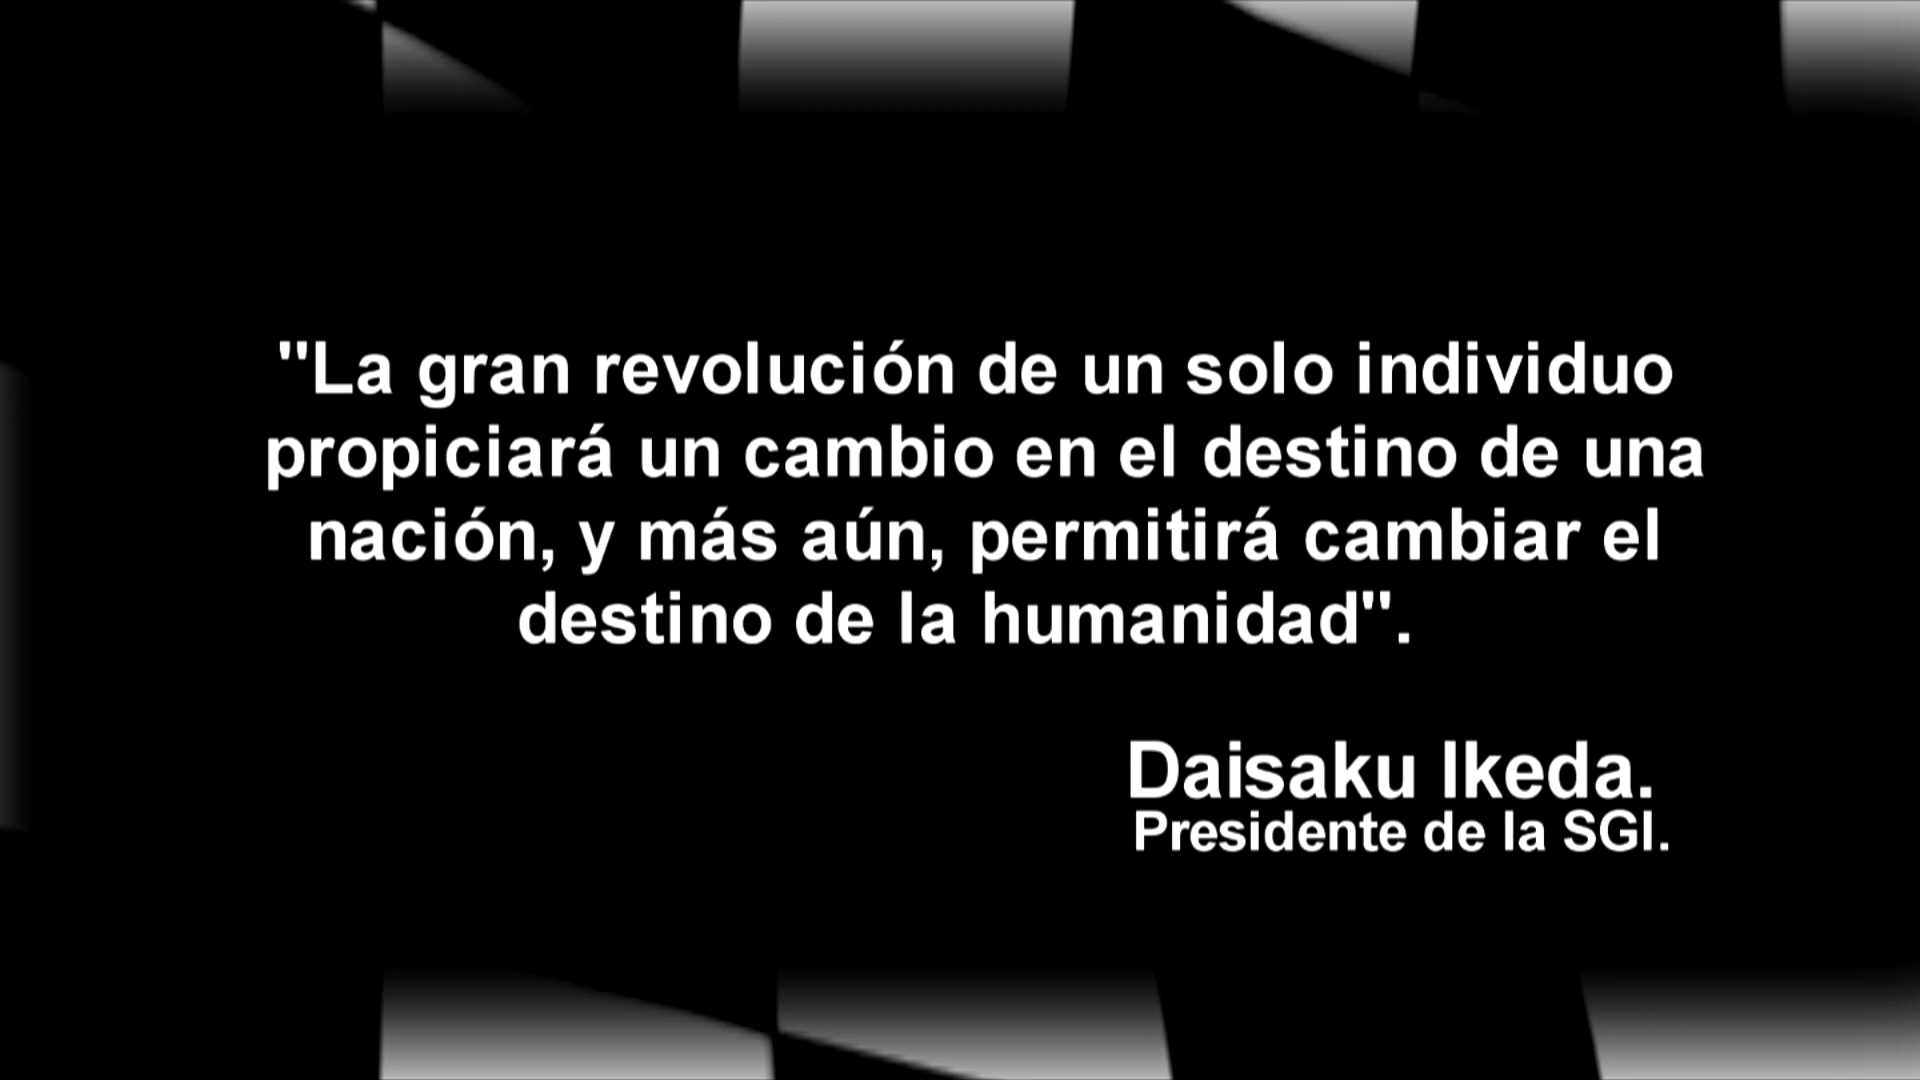 "La gran revolución de un solo individuo
propiciará un cambio en el destino de una
nación, y más aún, permitirá cambiar el
destino de la humanidad".
Daisaku Ikeda.
Presidente de la SGI.